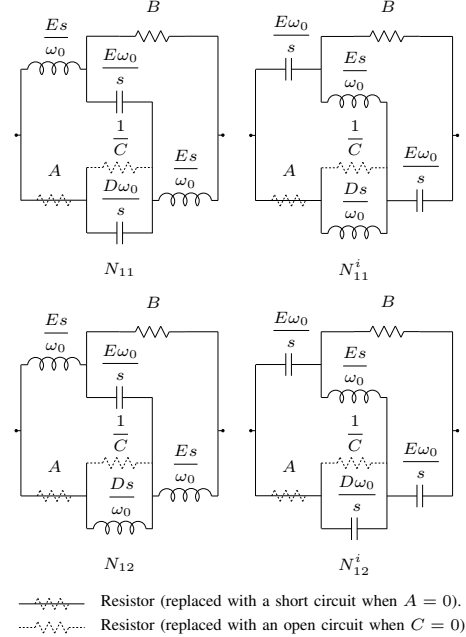 B
Es/ω₀
Eω₀/s
1/C
A
Dω₀/s
Es/ω₀
N₁₁
B
Eω₀/s
Es/ω₀
1/C
A
Ds/ω₀
Eω₀/s
Nⁱ₁₁
B
Es/ω₀
Eω₀/s
1/C
A
Ds/ω₀
Es/ω₀
N₁₂
B
Eω₀/s
Es/ω₀
1/C
A
Dω₀/s
Eω₀/s
Nⁱ₁₂
Resistor (replaced with a short circuit when A = 0).
Resistor (replaced with an open circuit when C = 0)